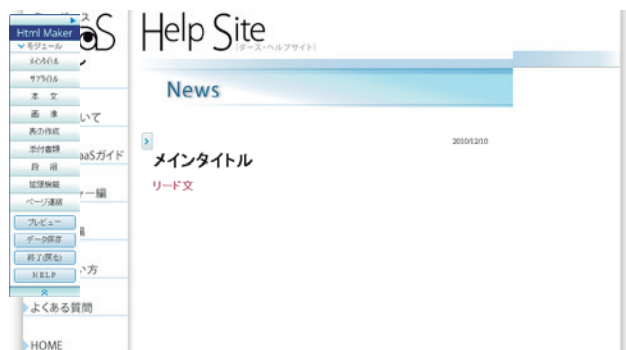 Html Maker
モジュール
メインタイトル
サブタイトル
本 文
画 像
表の作成
添付書類
段 組
拡張機能
ページ連結
プレビュー
データ保存
終了(戻る)
HELP
aS
いて
aaSガイド
ー編
編
い方
よくある質問
HOME
Help Site
(ダース・ヘルプサイト)
News
2010/12/10
メインタイトル
リード文